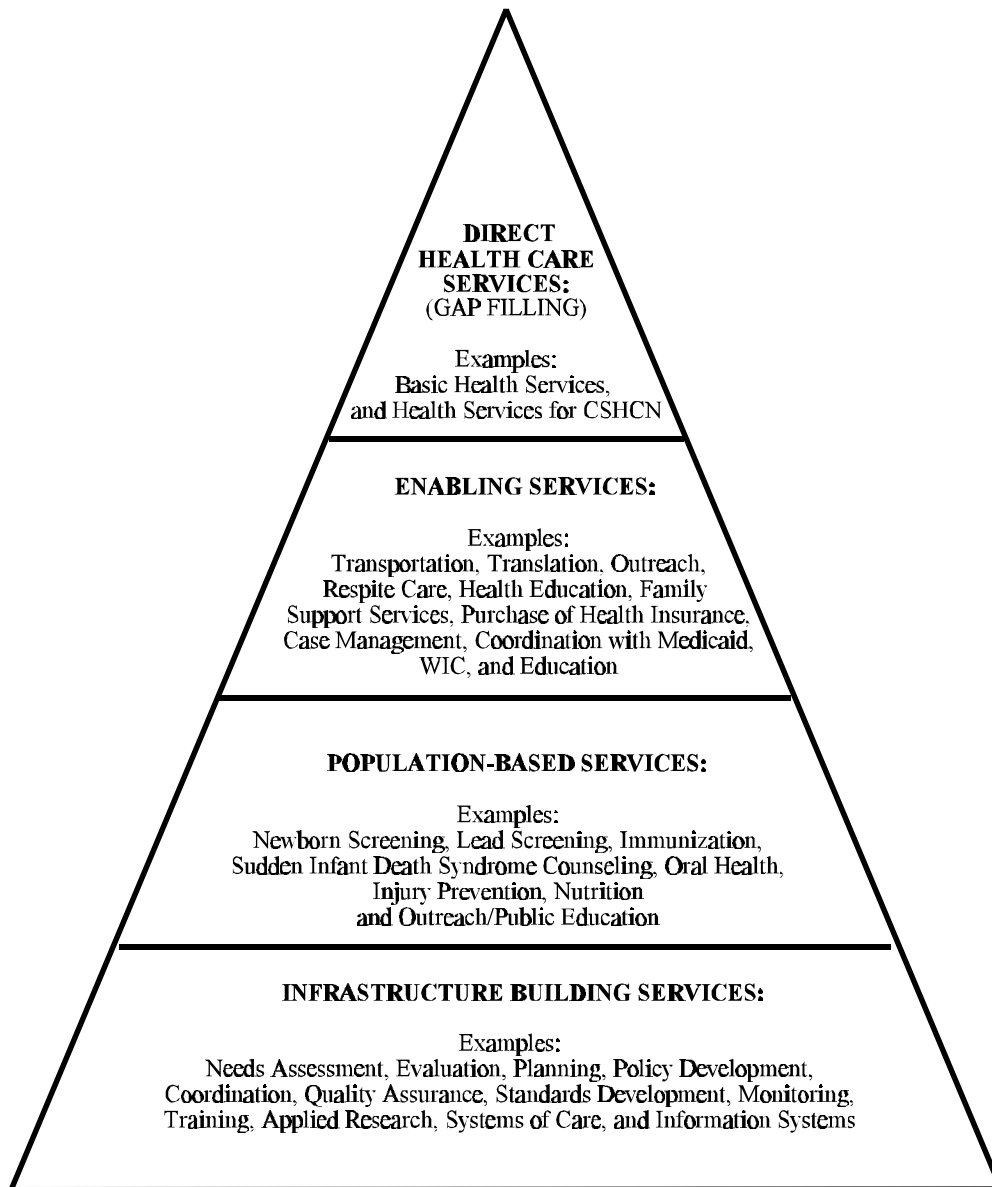 DIRECT
HEALTH CARE
SERVICES:
(GAP FILLING)
Examples:
Basic Health Services,
and Health Services for CSHCN
ENABLING SERVICES:
Examples:
Transportation, Translation, Outreach,
Respite Care, Health Education, Family
Support Services, Purchase of Health Insurance,
Case Management, Coordination with Medicaid,
WIC, and Education
POPULATION-BASED SERVICES:
Examples:
Newborn Screening, Lead Screening, Immunization,
Sudden Infant Death Syndrome Counseling, Oral Health,
Injury Prevention, Nutrition
and Outreach/Public Education
INFRASTRUCTURE BUILDING SERVICES:
Examples:
Needs Assessment, Evaluation, Planning, Policy Development,
Coordination, Quality Assurance, Standards Development, Monitoring,
Training, Applied Research, Systems of Care, and Information Systems